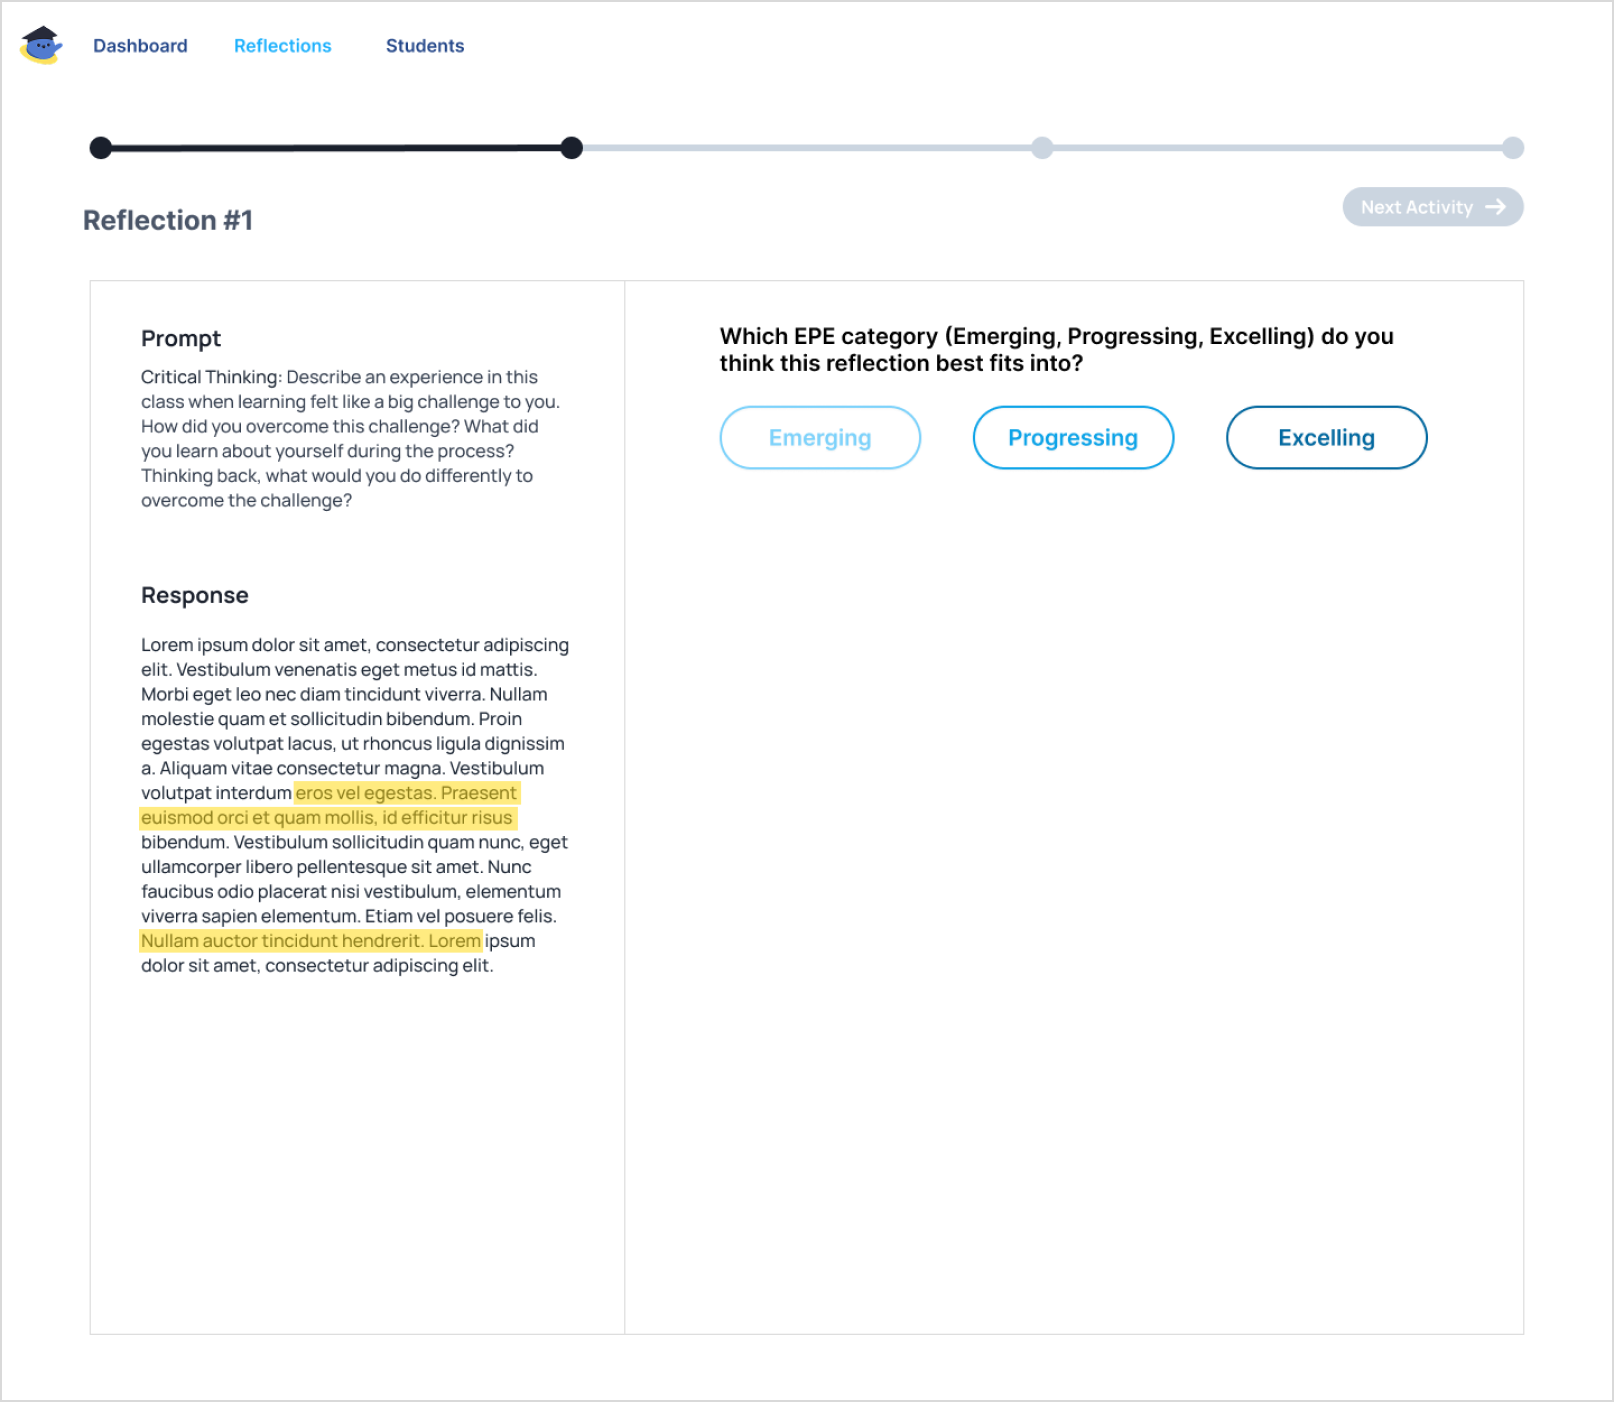 Dashboard
Reflections
Students
Reflection #1
Next Activity
Prompt
Critical Thinking: Describe an experience in this
class when learning felt like a big challenge to you.
How did you overcome this challenge? What did
you learn about yourself during the process?
Thinking back, what would you do differently to
overcome the challenge?
Response
Lorem ipsum dolor sit amet, consectetur adipiscing
elit. Vestibulum venenatis eget metus id mattis.
Morbi eget leo nec diam tincidunt viverra. Nullam
molestie quam et sollicitudin bibendum. Proin
egestas volutpat lacus, ut rhoncus ligula dignissim
a. Aliquam vitae consectetur magna. Vestibulum
volutpat interdum eros vel egestas. Praesent
euismod orci et quam mollis, id efficitur risus
bibendum. Vestibulum sollicitudin quam nunc, eget
ullamcorper libero pellentesque sit amet. Nunc
faucibus odio placerat nisi vestibulum, elementum
viverra sapien elementum. Etiam vel posuere felis.
Nullam auctor tincidunt hendrerit. Lorem ipsum
dolor sit amet, consectetur adipiscing elit.
Which EPE category (Emerging, Progressing, Excelling) do you
think this reflection best fits into?
Emerging
Progressing
Excelling